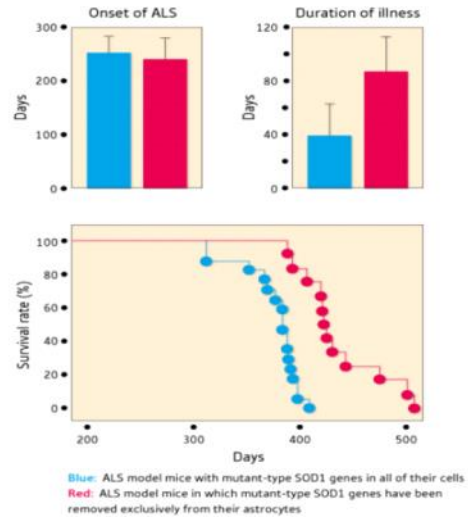 Onset of ALS
Duration of illness
300
200
100
0
Days
120
80
40
0
Days
100
80
60
40
20
0
Survival rate (%)
200 300 400 500
Days
Blue: ALS model mice with mutant-type SOD1 genes in all of their cells
Red: ALS model mice in which mutant-type SOD1 genes have been
removed exclusively from their astrocytes